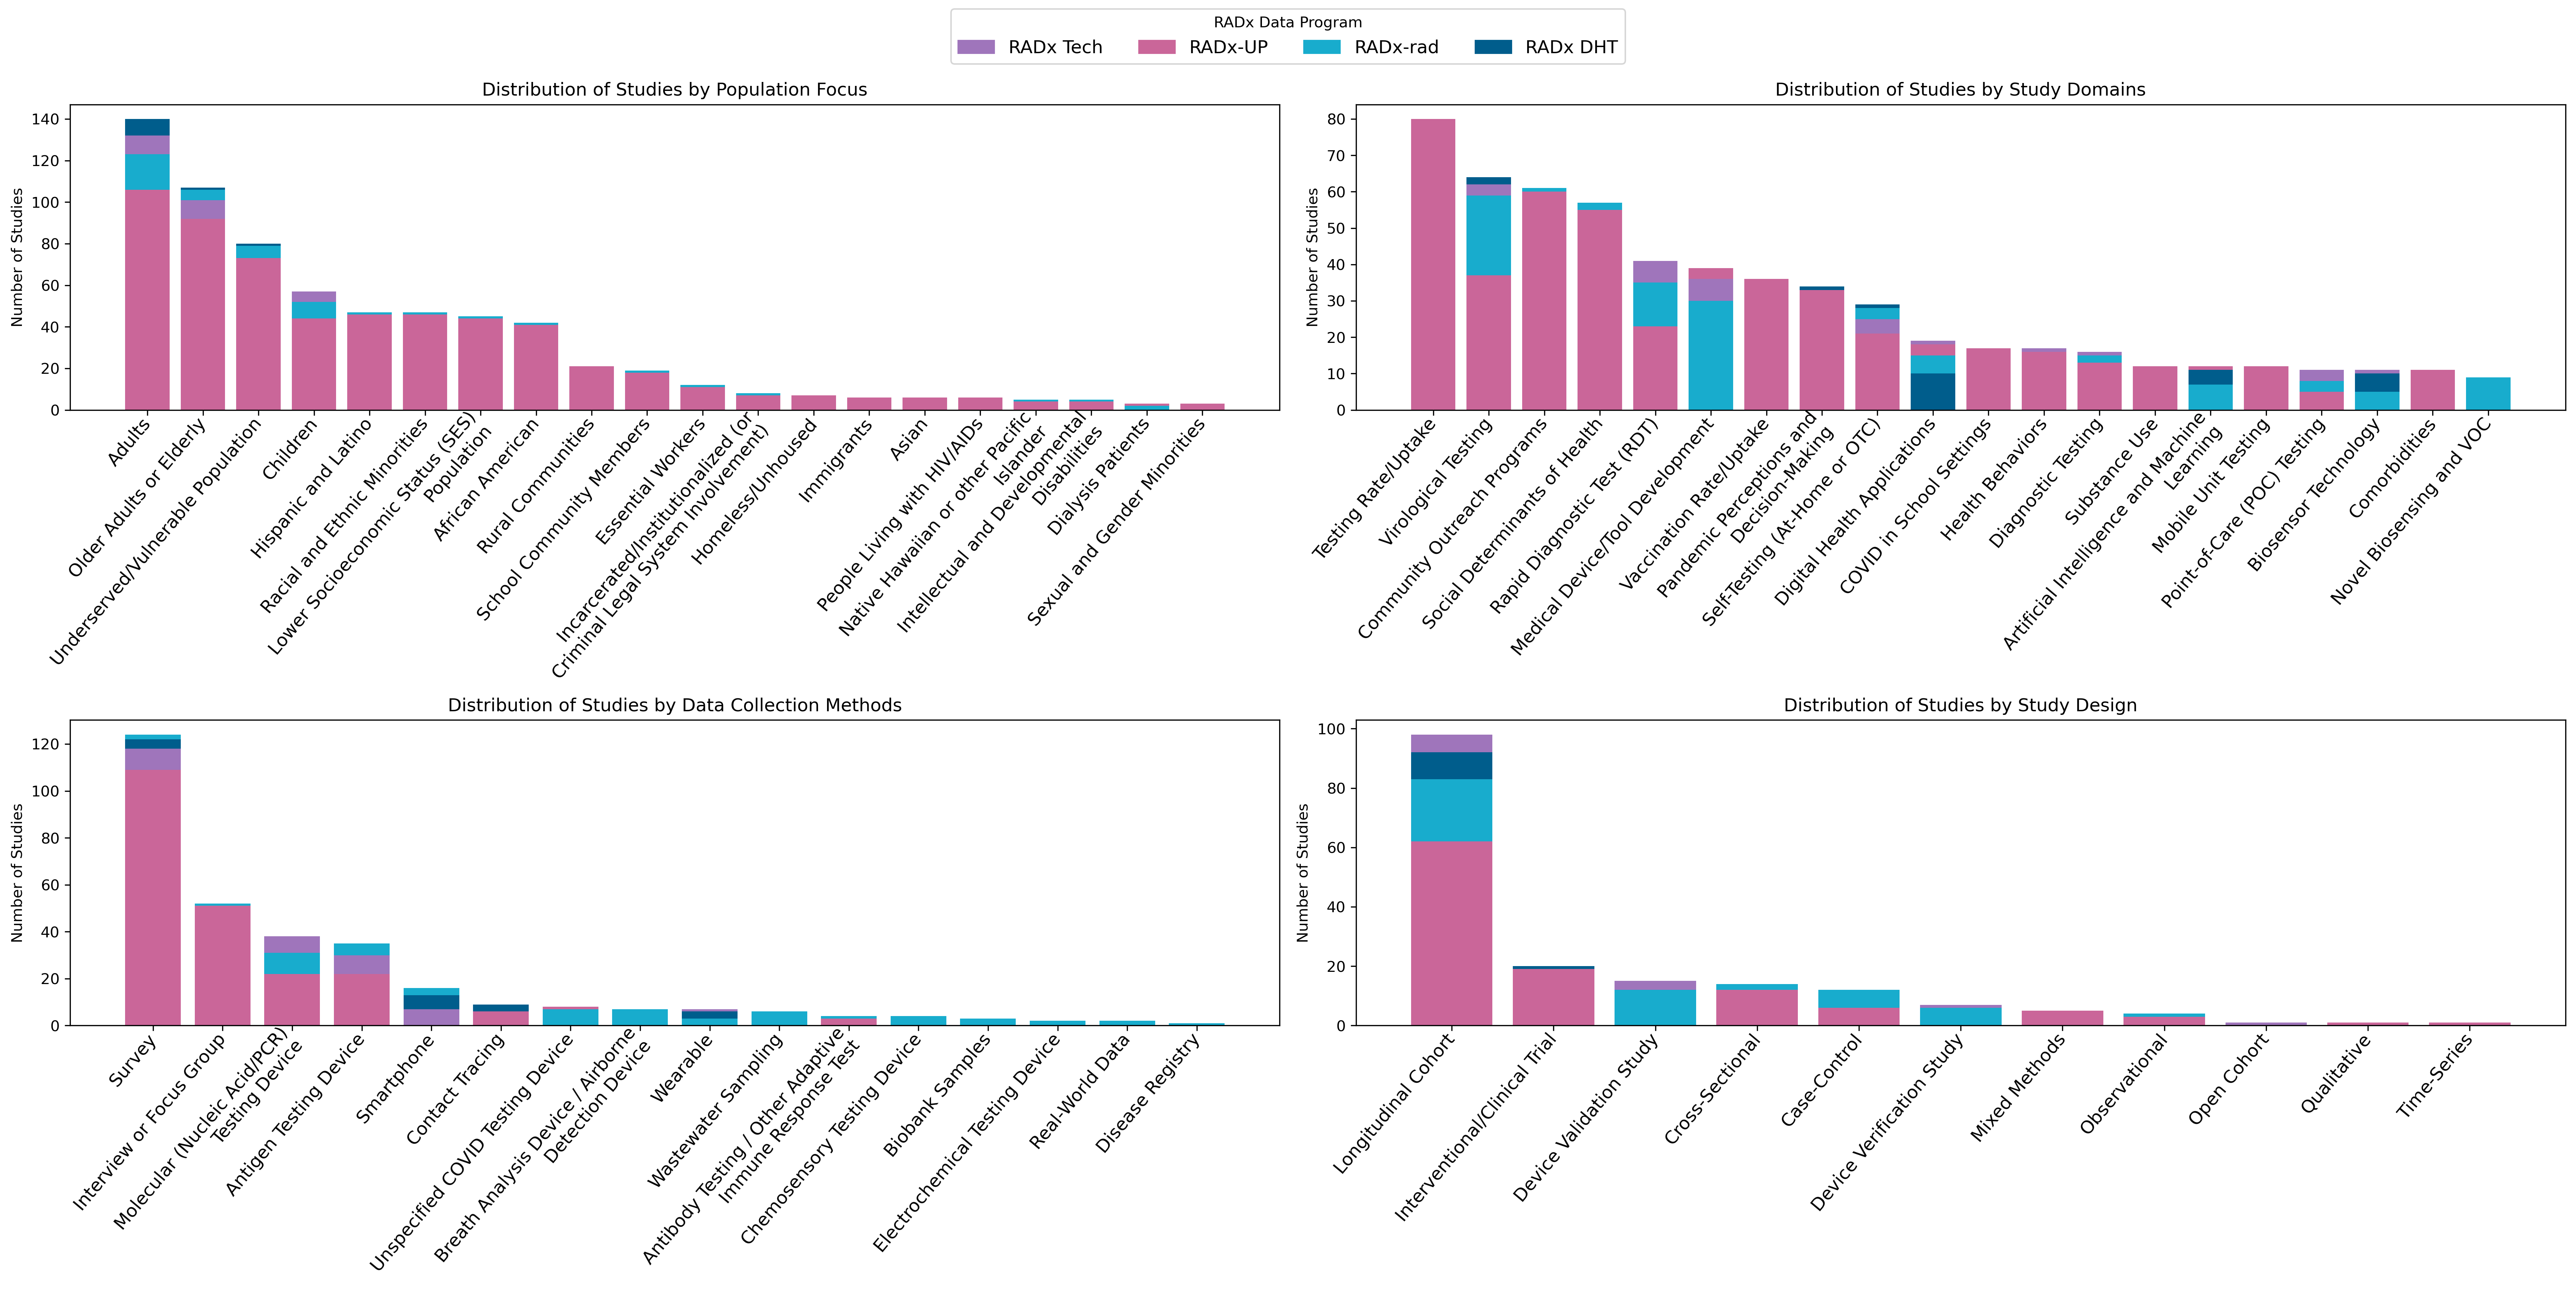 RADx Data Program
RADx Tech
RADx-UP
RADx-rad
RADx DHT
Distribution of Studies by Population Focus
Number of Studies
140
120
100
80
60
40
20
0
Adults
Older Adults or Elderly
Underserved/Vulnerable Population
Children
Hispanic and Latino
Racial and Ethnic Minorities
Lower Socioeconomic Status (SES)
Population
African American
Rural Communities
School Community Members
Essential Workers
Incarcerated/Institutionalized (or
Criminal Legal System Involvement)
Homeless/Unhoused
Immigrants
Asian
People Living with HIV/AIDs
Native Hawaiian or other Pacific
Islander
Intellectual and Developmental
Disabilities
Dialysis Patients
Sexual and Gender Minorities
Distribution of Studies by Study Domains
Number of Studies
80
70
60
50
40
30
20
10
0
Testing Rate/Uptake
Virological Testing
Community Outreach Programs
Social Determinants of Health
Rapid Diagnostic Test (RDT)
Medical Device/Tool Development
Vaccination Rate/Uptake
Pandemic Perceptions and
Decision-Making
Self-Testing (At-Home or OTC)
Digital Health Applications
COVID in School Settings
Health Behaviors
Diagnostic Testing
Substance Use
Artificial Intelligence and Machine
Learning
Mobile Unit Testing
Point-of-Care (POC) Testing
Biosensor Technology
Comorbidities
Novel Biosensing and VOC
Distribution of Studies by Data Collection Methods
Number of Studies
120
100
80
60
40
20
0
Survey
Interview or Focus Group
Molecular (Nucleic Acid/PCR)
Testing Device
Antigen Testing Device
Smartphone
Contact Tracing
Unspecified COVID Testing Device
Breath Analysis Device / Airborne
Detection Device
Wearable
Wastewater Sampling
Antibody Testing / Other Adaptive
Immune Response Test
Chemosensory Testing Device
Biobank Samples
Electrochemical Testing Device
Real-World Data
Disease Registry
Distribution of Studies by Study Design
Number of Studies
100
80
60
40
20
0
Longitudinal Cohort
Interventional/Clinical Trial
Device Validation Study
Cross-Sectional
Case-Control
Device Verification Study
Mixed Methods
Observational
Open Cohort
Qualitative
Time-Series